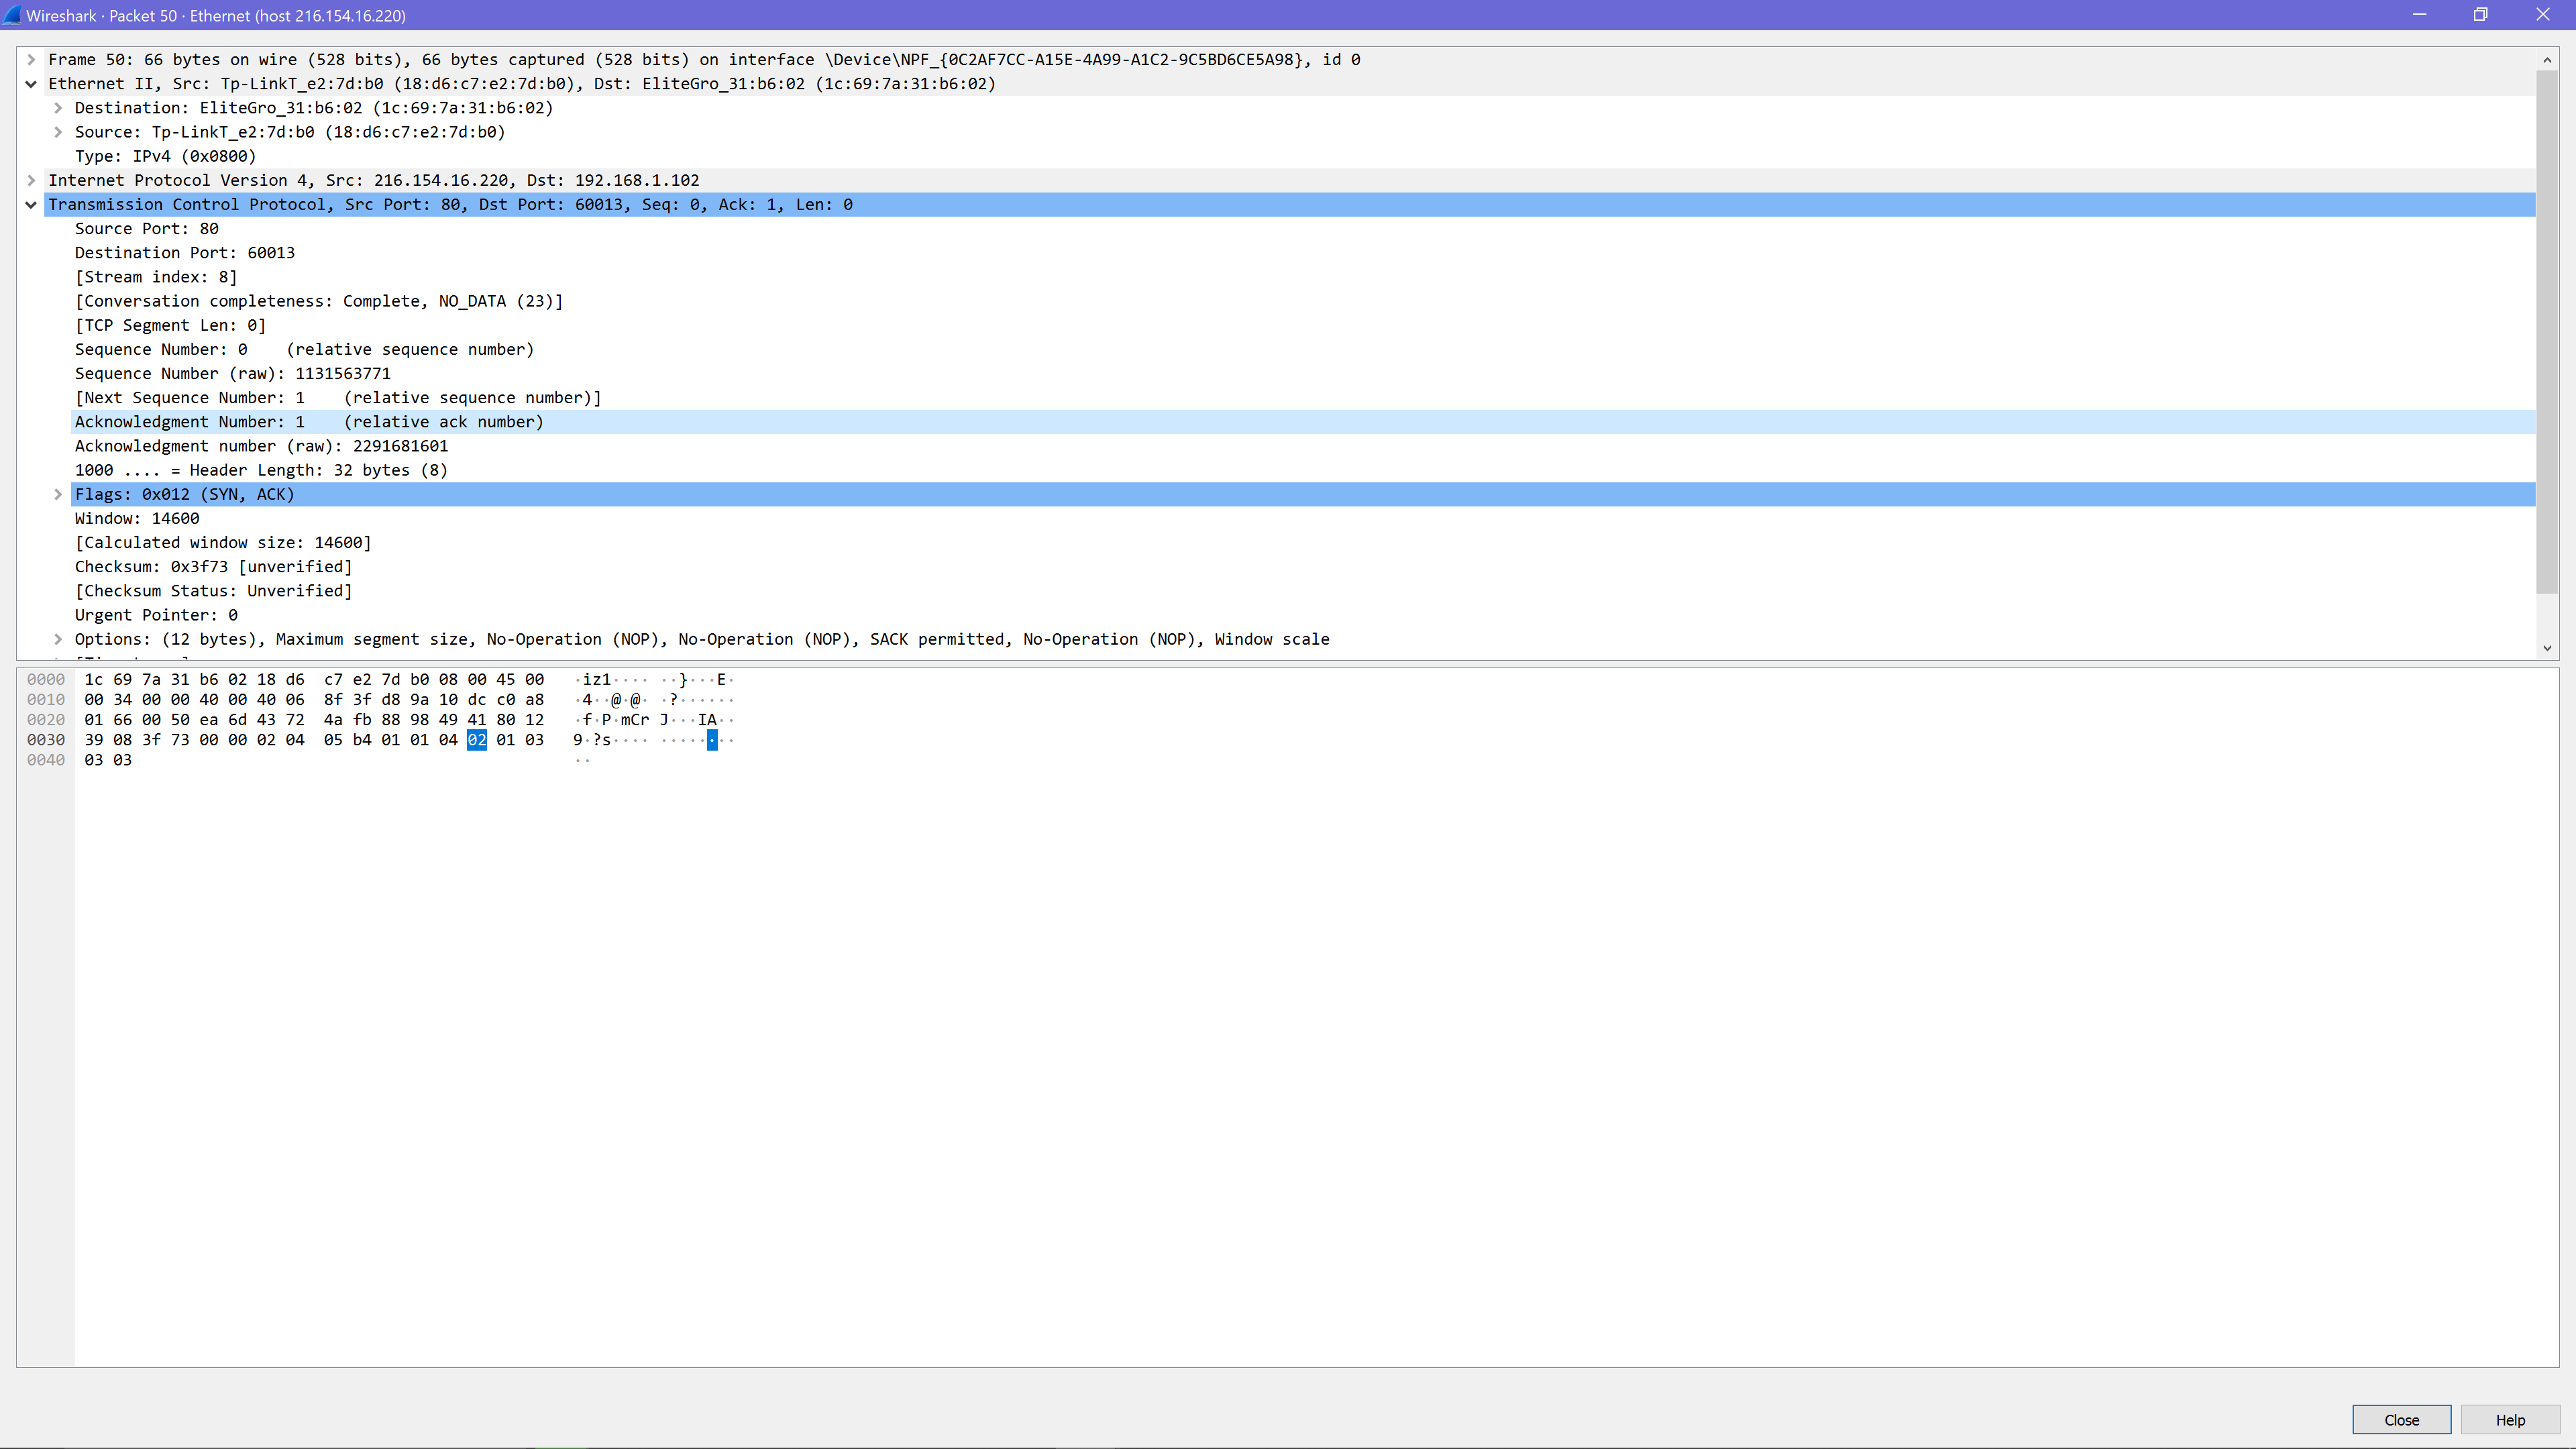 Wireshark · Packet 50 · Ethernet (host 216.154.16.220)
Frame 50: 66 bytes on wire (528 bits), 66 bytes captured (528 bits) on interface \Device\NPF_{0C2AF7CC-A15E-4A99-A1C2-9C5BD6CE5A98}, id 0
Ethernet II, Src: Tp-LinkT_e2:7d:b0 (18:d6:c7:e2:7d:b0), Dst: EliteGro_31:b6:02 (1c:69:7a:31:b6:02)
Destination: EliteGro_31:b6:02 (1c:69:7a:31:b6:02)
Source: Tp-LinkT_e2:7d:b0 (18:d6:c7:e2:7d:b0)
Type: IPv4 (0x0800)
Internet Protocol Version 4, Src: 216.154.16.220, Dst: 192.168.1.102
Transmission Control Protocol, Src Port: 80, Dst Port: 60013, Seq: 0, Ack: 1, Len: 0
Source Port: 80
Destination Port: 60013
[Stream index: 8]
[Conversation completeness: Complete, NO_DATA (23)]
[TCP Segment Len: 0]
Sequence Number: 0    (relative sequence number)
Sequence Number (raw): 1131563771
[Next Sequence Number: 1    (relative sequence number)]
Acknowledgment Number: 1    (relative ack number)
Acknowledgment number (raw): 2291681601
1000 .... = Header Length: 32 bytes (8)
Flags: 0x012 (SYN, ACK)
Window: 14600
[Calculated window size: 14600]
Checksum: 0x3f73 [unverified]
[Checksum Status: Unverified]
Urgent Pointer: 0
Options: (12 bytes), Maximum segment size, No-Operation (NOP), No-Operation (NOP), SACK permitted, No-Operation (NOP), Window scale
0000 1c 69 7a 31 b6 02 18 d6 c7 e2 7d b0 08 00 45 00 ·iz1···· ··}···E·
0010 00 34 00 00 40 00 40 06 8f 3f d8 9a 10 dc c0 a8 ·4··@·@· ·?······
0020 01 66 00 50 ea 6d 43 72 4a fb 88 98 49 41 80 12 ·f·P·mCr J···IA··
0030 39 08 3f 73 00 00 02 04 05 b4 01 01 04 02 01 03 9·?s···· ········
0040 03 03 ··
Close
Help